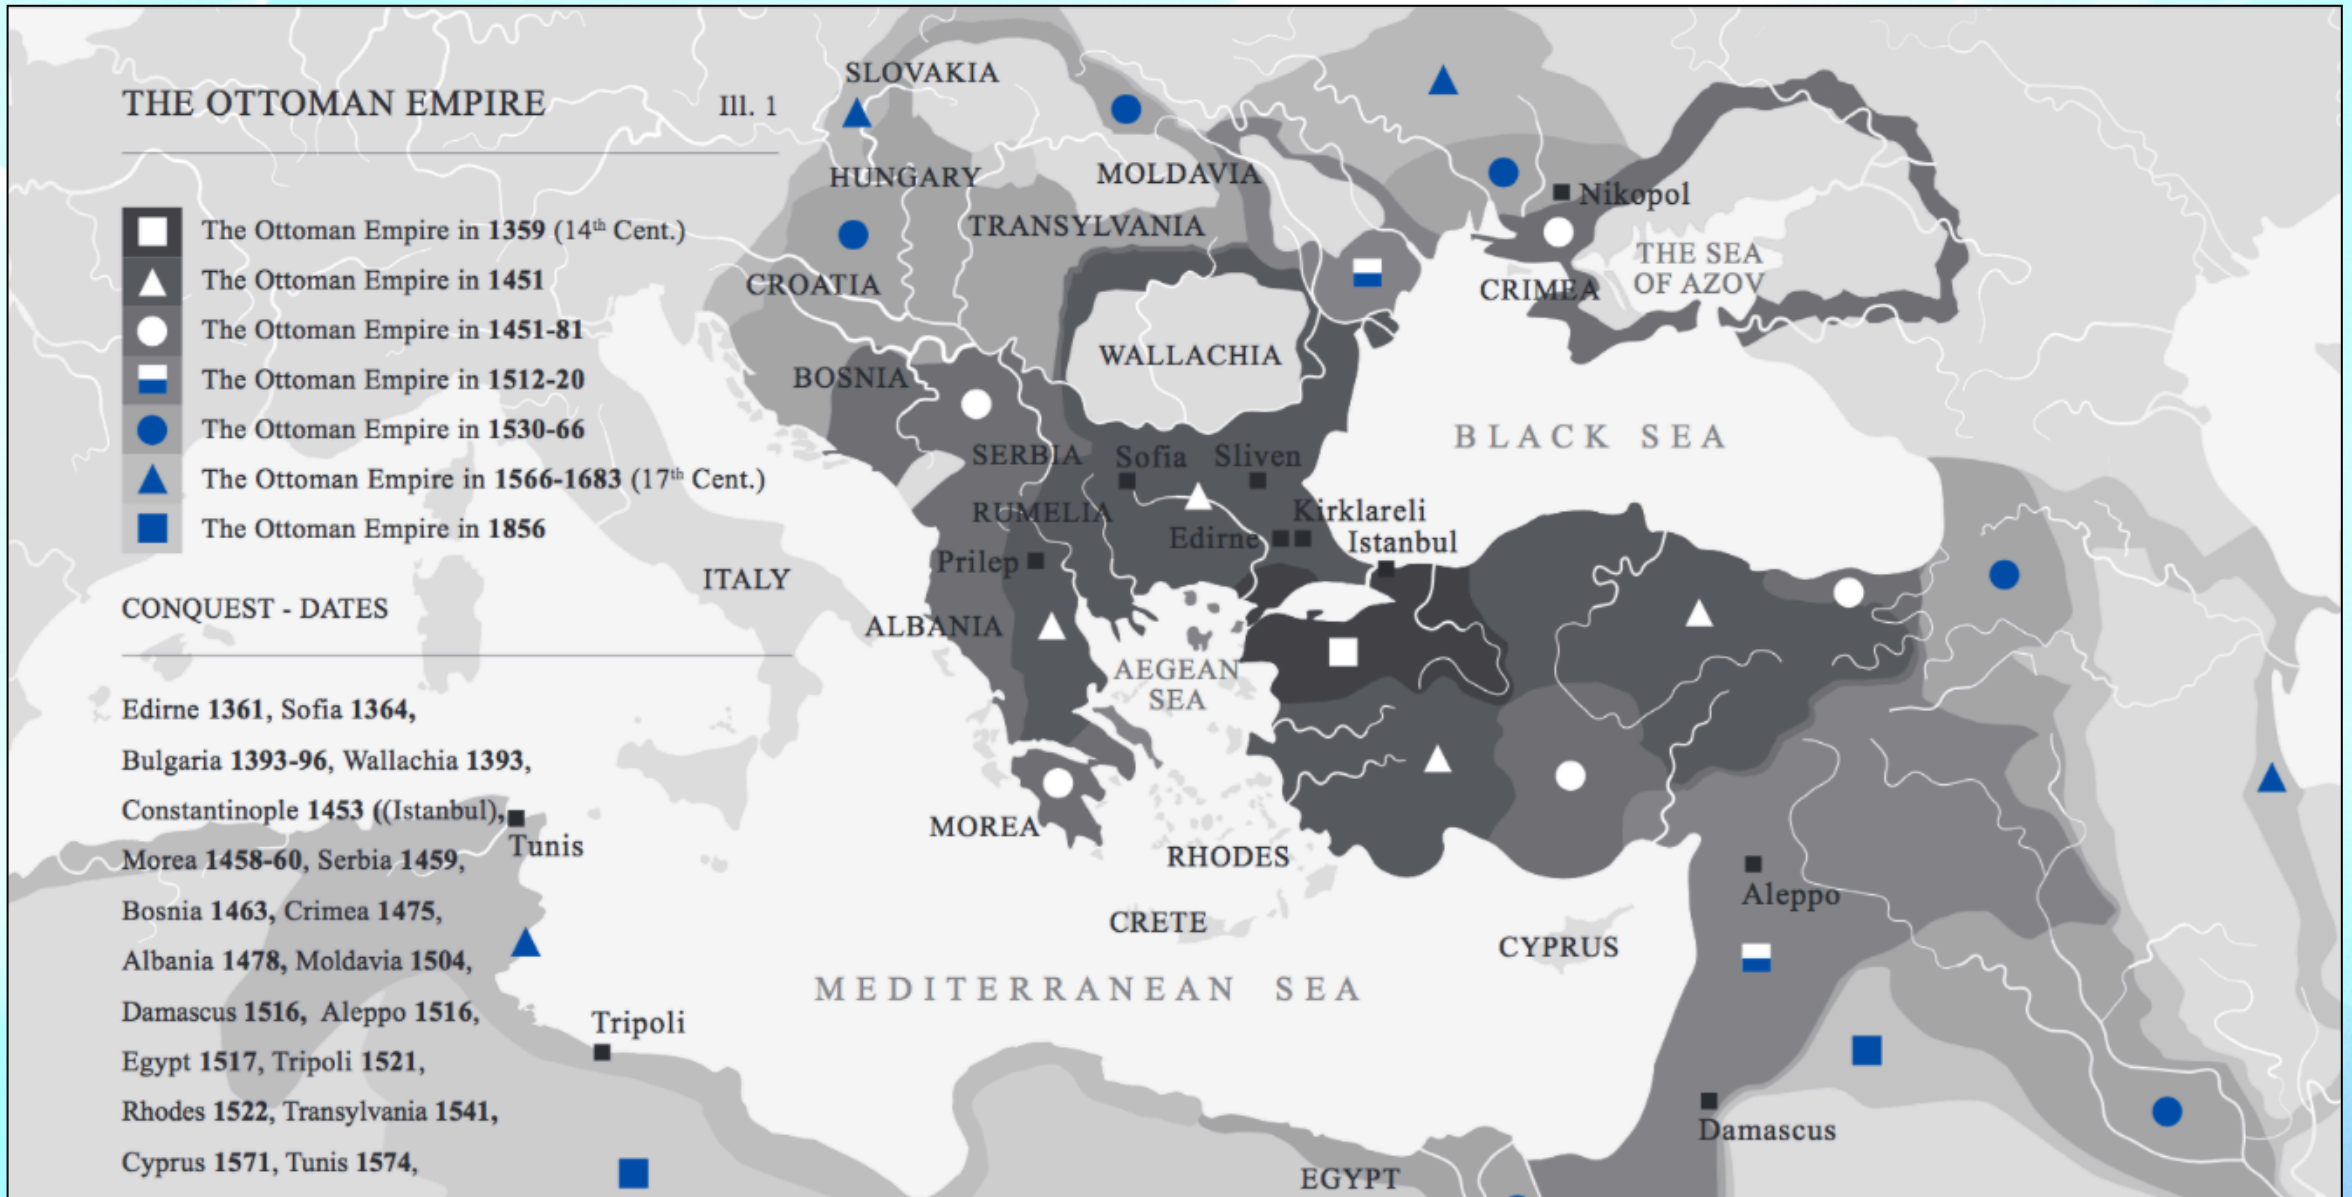 THE OTTOMAN EMPIRE Ill. 1
The Ottoman Empire in 1359 (14th Cent.)
The Ottoman Empire in 1451
The Ottoman Empire in 1451-81
The Ottoman Empire in 1512-20
The Ottoman Empire in 1530-66
The Ottoman Empire in 1566-1683 (17th Cent.)
The Ottoman Empire in 1856
CONQUEST - DATES
Edirne 1361, Sofia 1364,
Bulgaria 1393-96, Wallachia 1393,
Constantinople 1453 ((Istanbul),
Morea 1458-60, Serbia 1459,
Bosnia 1463, Crimea 1475,
Albania 1478, Moldavia 1504,
Damascus 1516, Aleppo 1516,
Egypt 1517, Tripoli 1521,
Rhodes 1522, Transylvania 1541,
Cyprus 1571, Tunis 1574,
SLOVAKIA
HUNGARY
MOLDAVIA
Nikopol
TRANSYLVANIA
THE SEA
OF AZOV
CROATIA
CRIMEA
WALLACHIA
BOSNIA
BLACK SEA
SERBIA
Sofia
Sliven
RUMELIA
Kirklareli
Edirne
Istanbul
Prilep
ITALY
ALBANIA
AEGEAN
SEA
MOREA
Tunis
RHODES
Aleppo
CRETE
CYPRUS
MEDITERRANEAN SEA
Tripoli
Damascus
EGYPT